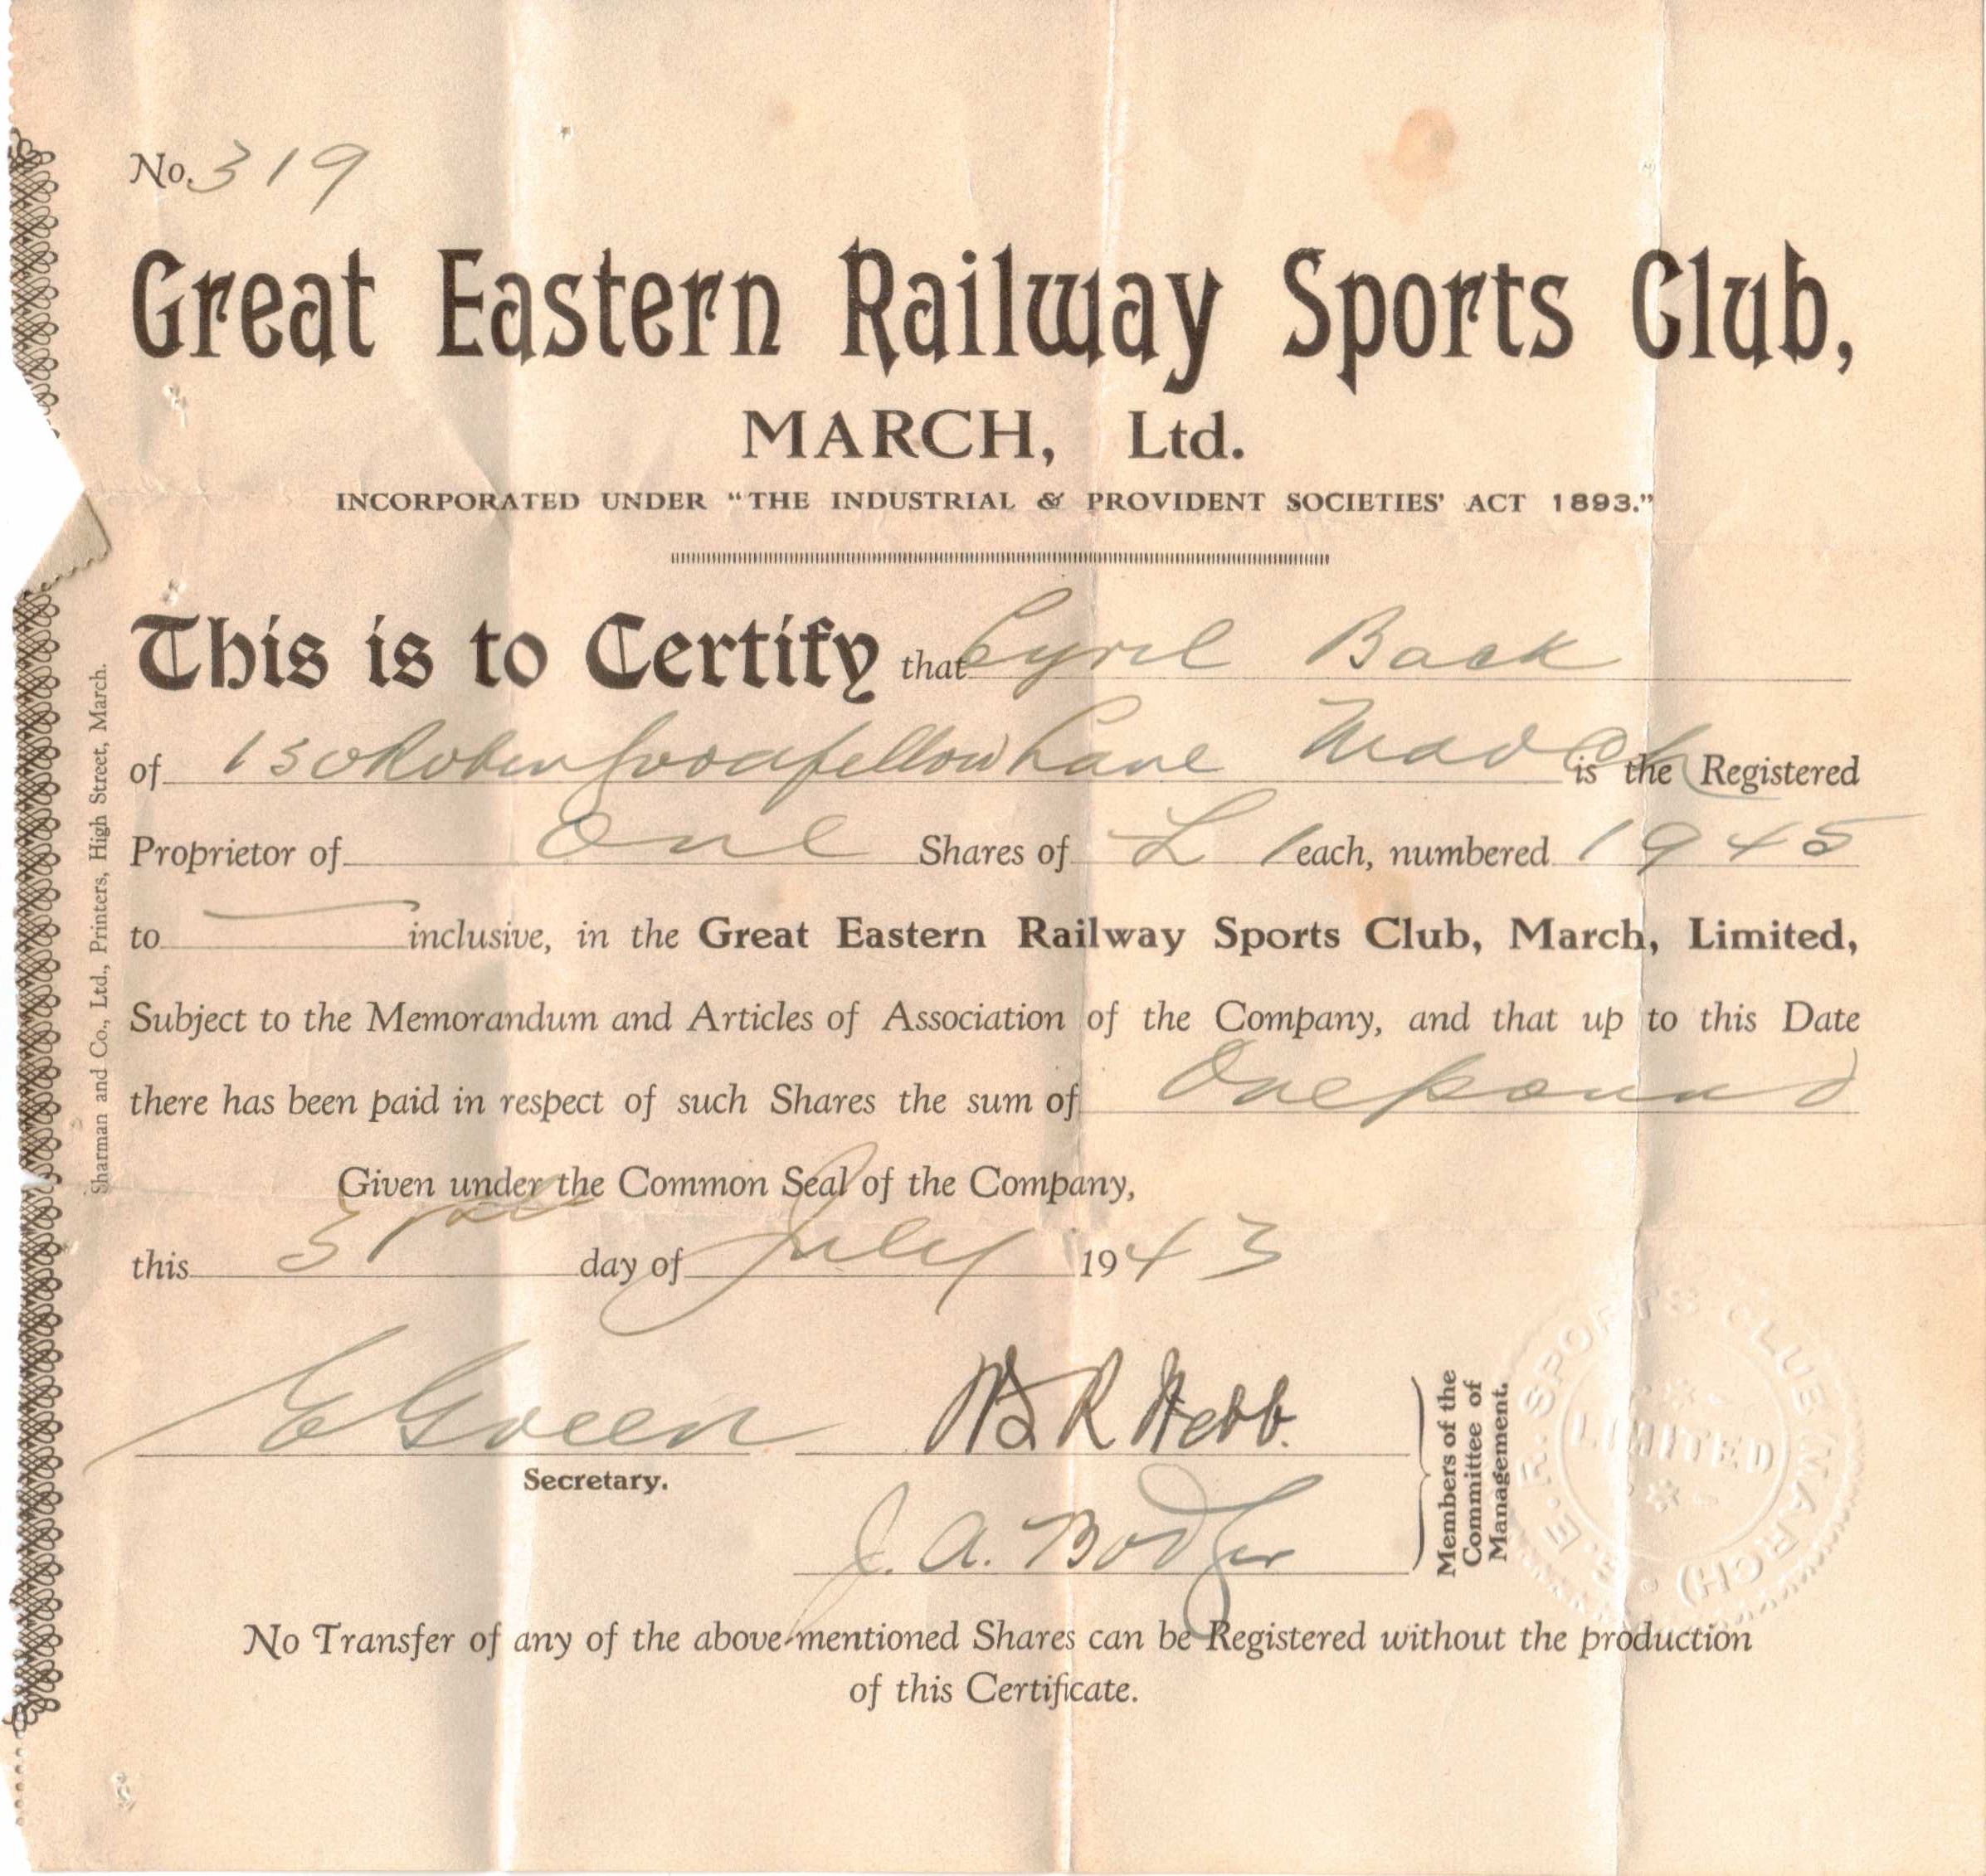 No. 319
Great Eastern Railway Sports Club,
MARCH, Ltd.
INCORPORATED UNDER “THE INDUSTRIAL & PROVIDENT SOCIETIES' ACT 1893.”
This is to Certify that Cyril Back
of 130 Robin Goodfellow Lane March is the Registered
Proprietor of One Shares of £ 1 each, numbered 1945
to inclusive, in the Great Eastern Railway Sports Club, March, Limited,
Subject to the Memorandum and Articles of Association of the Company, and that up to this Date
there has been paid in respect of such Shares the sum of One pound
Given under the Common Seal of the Company,
this 31st day of July 1943
E Green W R Webb.
Secretary.
J. A. Bodger
Members of the
Committee of
Management.
G.E.R. SPORTS CLUB (MARCH)
LIMITED
No Transfer of any of the above-mentioned Shares can be Registered without the production
of this Certificate.
Sharman and Co., Ltd., Printers, High Street, March.